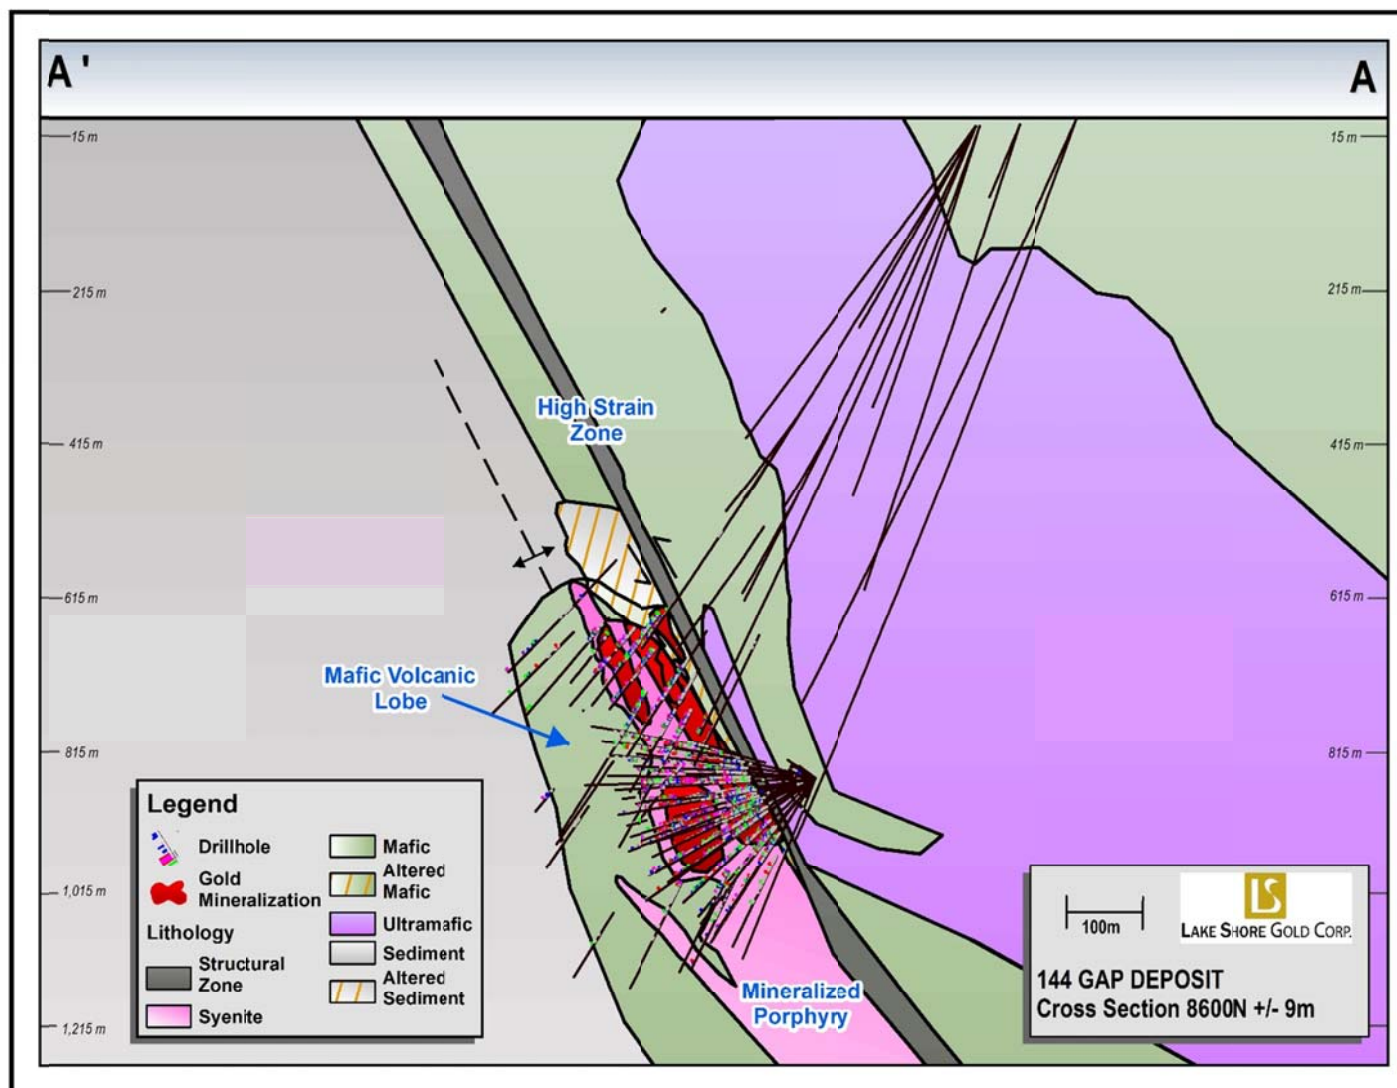 A '
A
15 m
15 m
215 m
215 m
High Strain
Zone
415 m
415 m
615 m
615 m
Mafic Volcanic
Lobe
815 m
815 m
Legend
Drillhole
Gold
Mineralization
Lithology
Structural
Zone
Syenite
Mafic
Altered
Mafic
Ultramafic
Sediment
Altered
Sediment
1,015 m
1,215 m
Mineralized
Porphyry
100m
LS
LAKE SHORE GOLD CORP.
144 GAP DEPOSIT
Cross Section 8600N +/- 9m